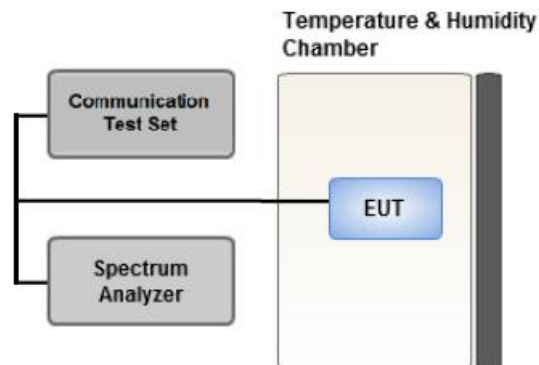 Temperature & Humidity
Chamber
Communication
Test Set
EUT
Spectrum
Analyzer